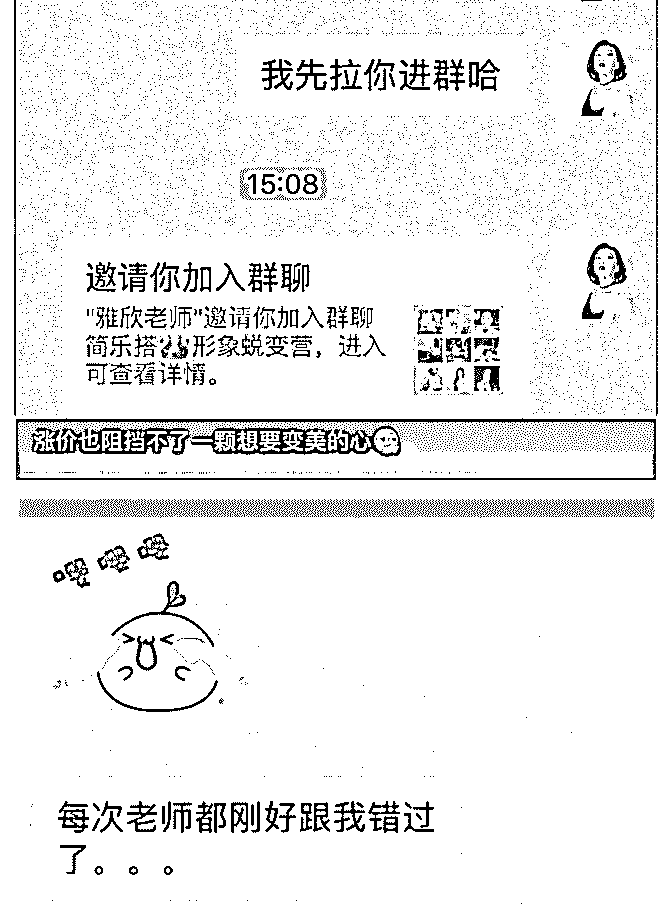 我先拉你进群哈
15:08
邀请你加入群聊
"雅欣老师"邀请你加入群聊
简乐搭 形象蜕变营，进入
可查看详情。
涨价也阻挡不了一颗想要变美的心
嘤嘤嘤
每次老师都刚好跟我错过
了。。。